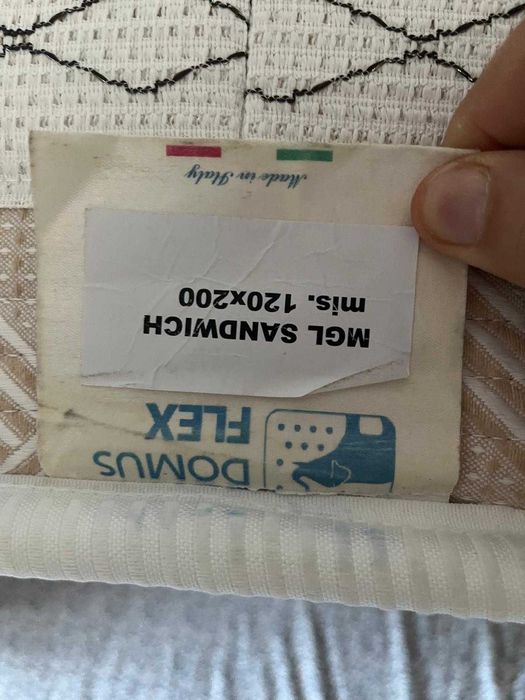 DOMUS
FLEX
MGL SANDWICH
mis. 120x200
Made in Italy